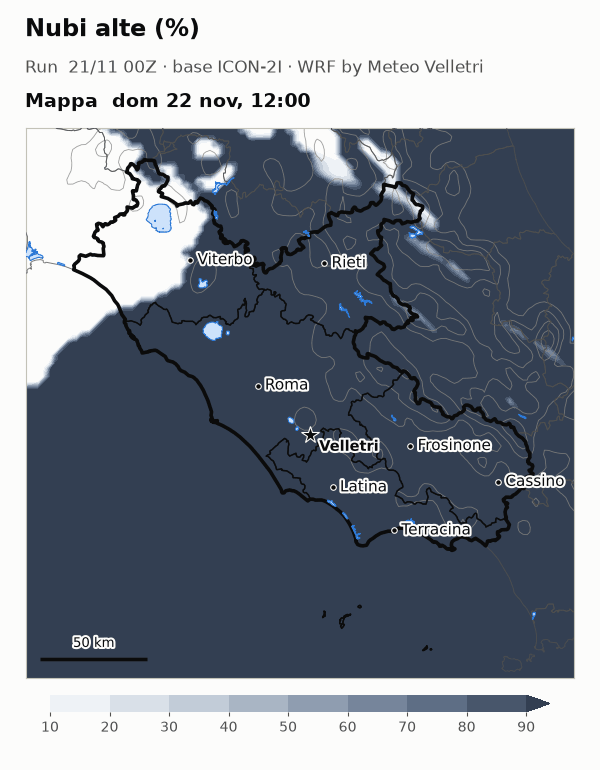 Nubi alte (%)
Run  21/11 00Z · base ICON-2I · WRF by Meteo Velletri
Mappa  dom 22 nov, 12:00
Viterbo
Rieti
Roma
Velletri
Frosinone
Latina
Cassino
Terracina
50 km
10 20 30 40 50 60 70 80 90